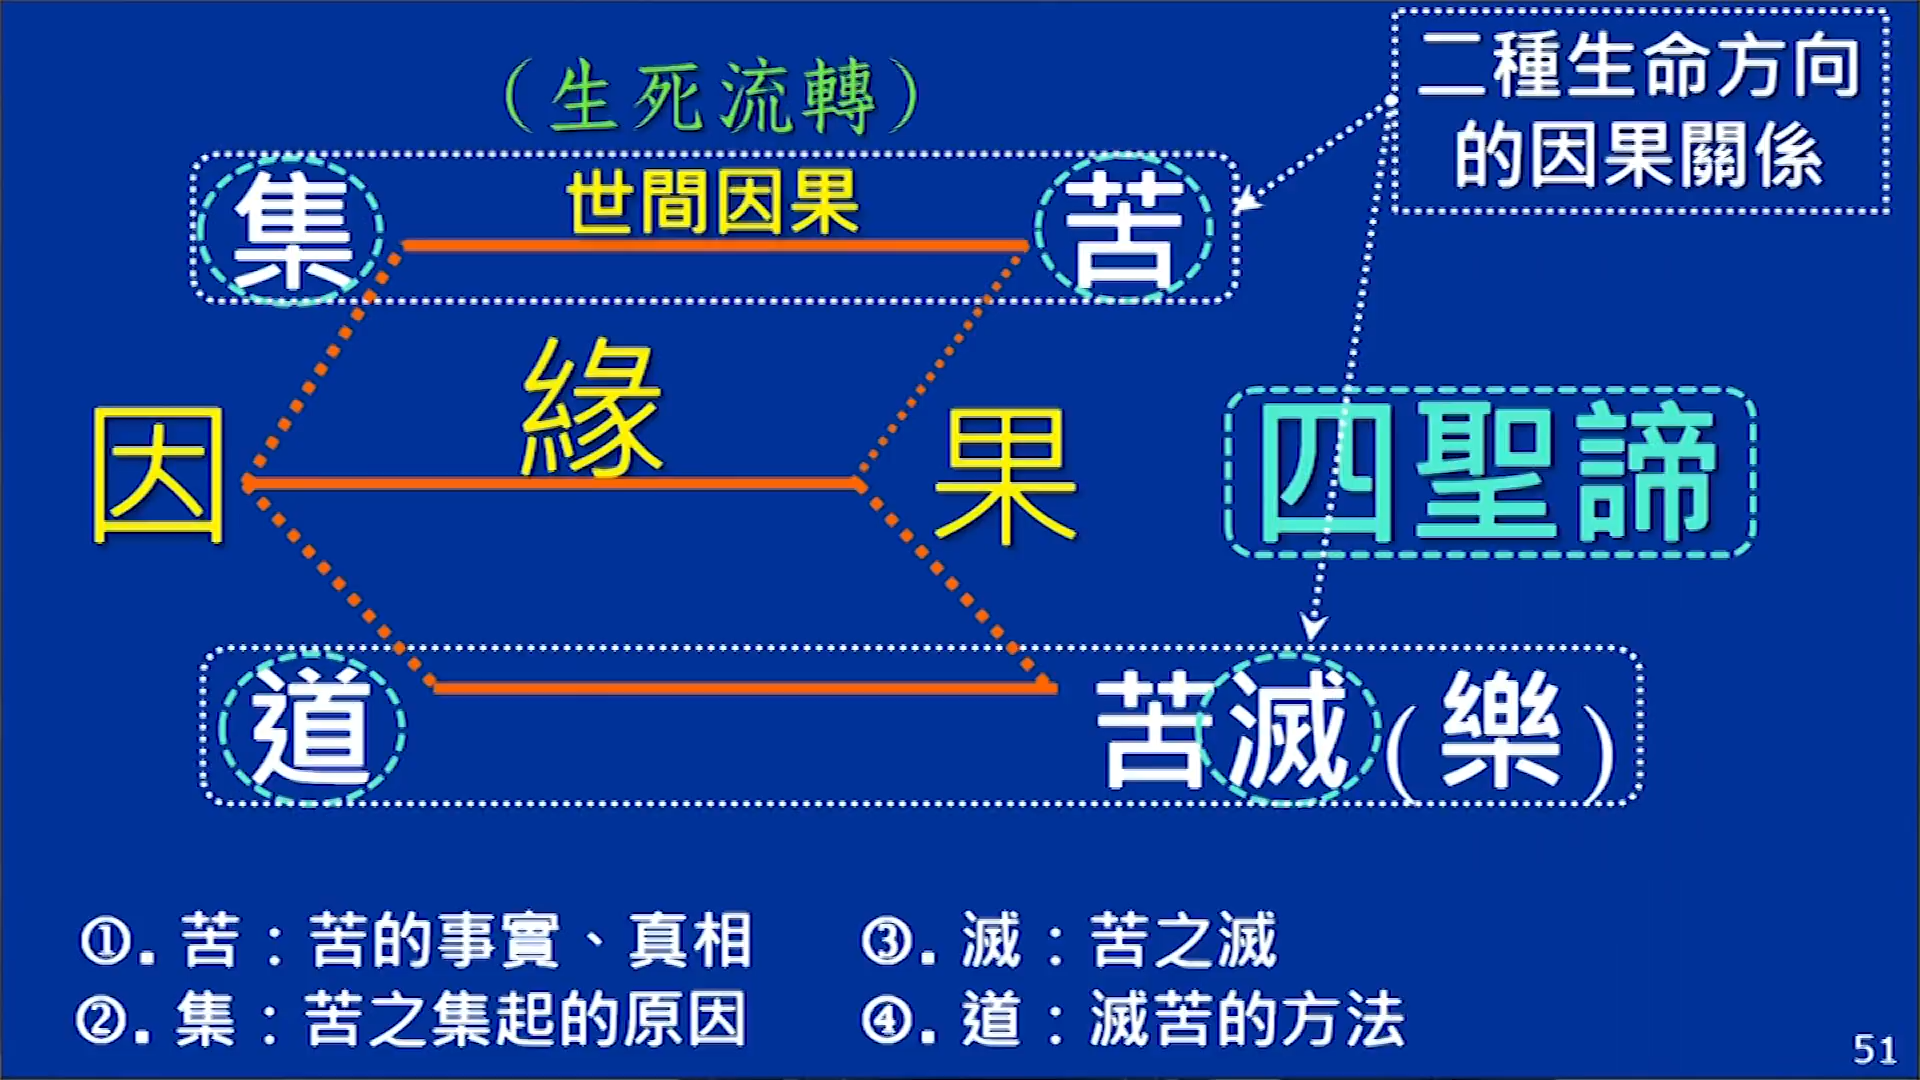 二種生命方向
的因果關係
（生死流轉）
集 世間因果 苦
緣
因 果 四聖諦
道 苦滅（樂）
①. 苦：苦的事實、真相
②. 集：苦之集起的原因
③. 滅：苦之滅
④. 道：滅苦的方法
51